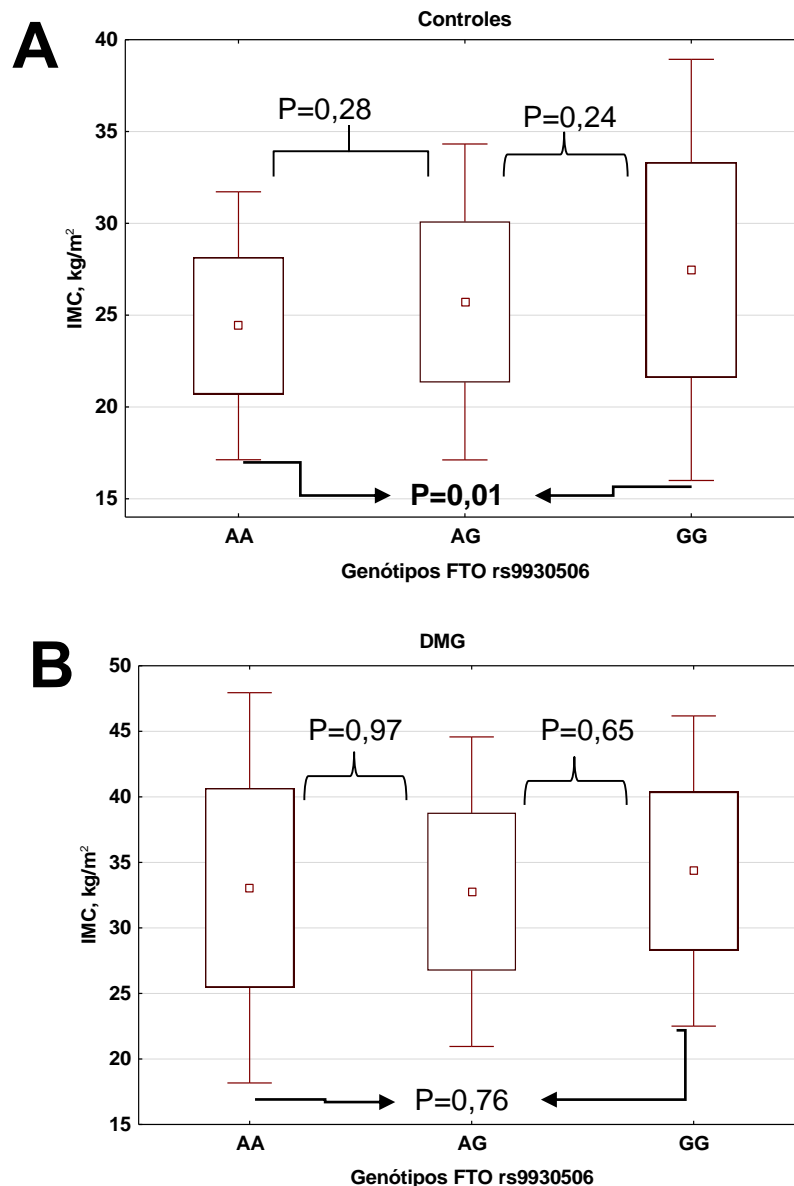 A
Controles
40
35
30
25
20
15
IMC, kg/m²
P=0,28
P=0,24
P=0,01
AA AG GG
Genótipos FTO rs9930506
B
DMG
50
45
40
35
30
25
20
15
IMC, kg/m²
P=0,97
P=0,65
P=0,76
AA AG GG
Genótipos FTO rs9930506